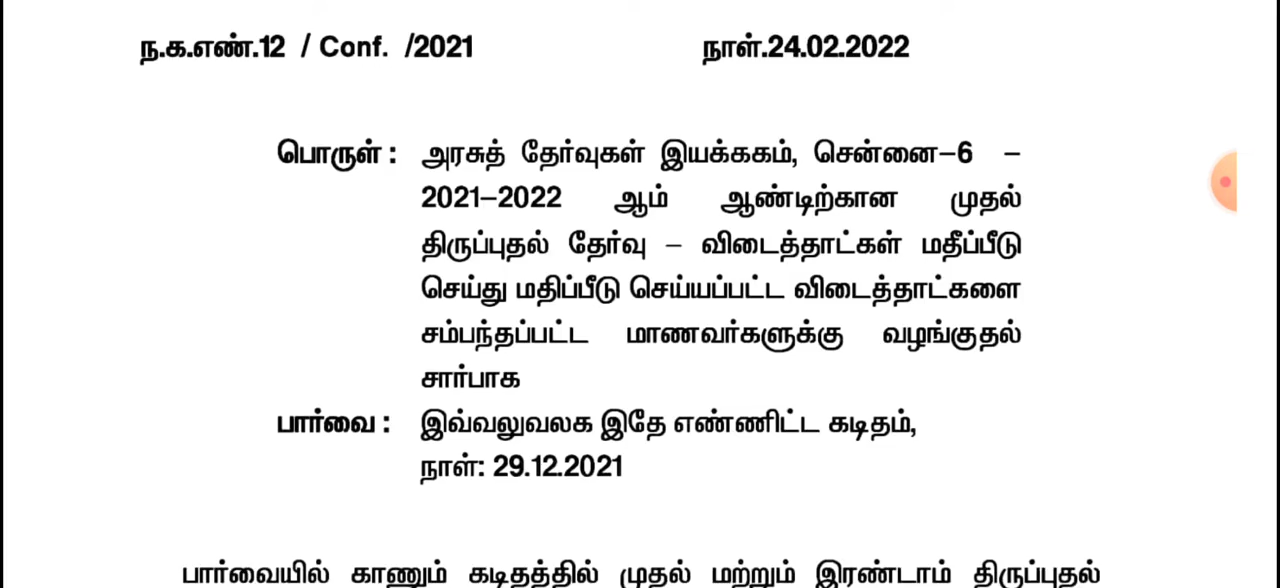 ந.க.எண்.12 / Conf. /2021 நாள்.24.02.2022
பொருள் : அரசுத் தேர்வுகள் இயக்ககம், சென்னை–6 –
2021–2022 ஆம் ஆண்டிற்கான முதல்
திருப்புதல் தேர்வு – விடைத்தாட்கள் மதீப்பீடு
செய்து மதிப்பீடு செய்யப்பட்ட விடைத்தாட்களை
சம்பந்தப்பட்ட மாணவர்களுக்கு வழங்குதல்
சார்பாக
பார்வை : இவ்வலுவலக இதே எண்ணிட்ட கடிதம்,
நாள்: 29.12.2021
பார்வையில் காணும் கடிதத்தில் முதல் மற்றும் இரண்டாம் திருப்புதல்